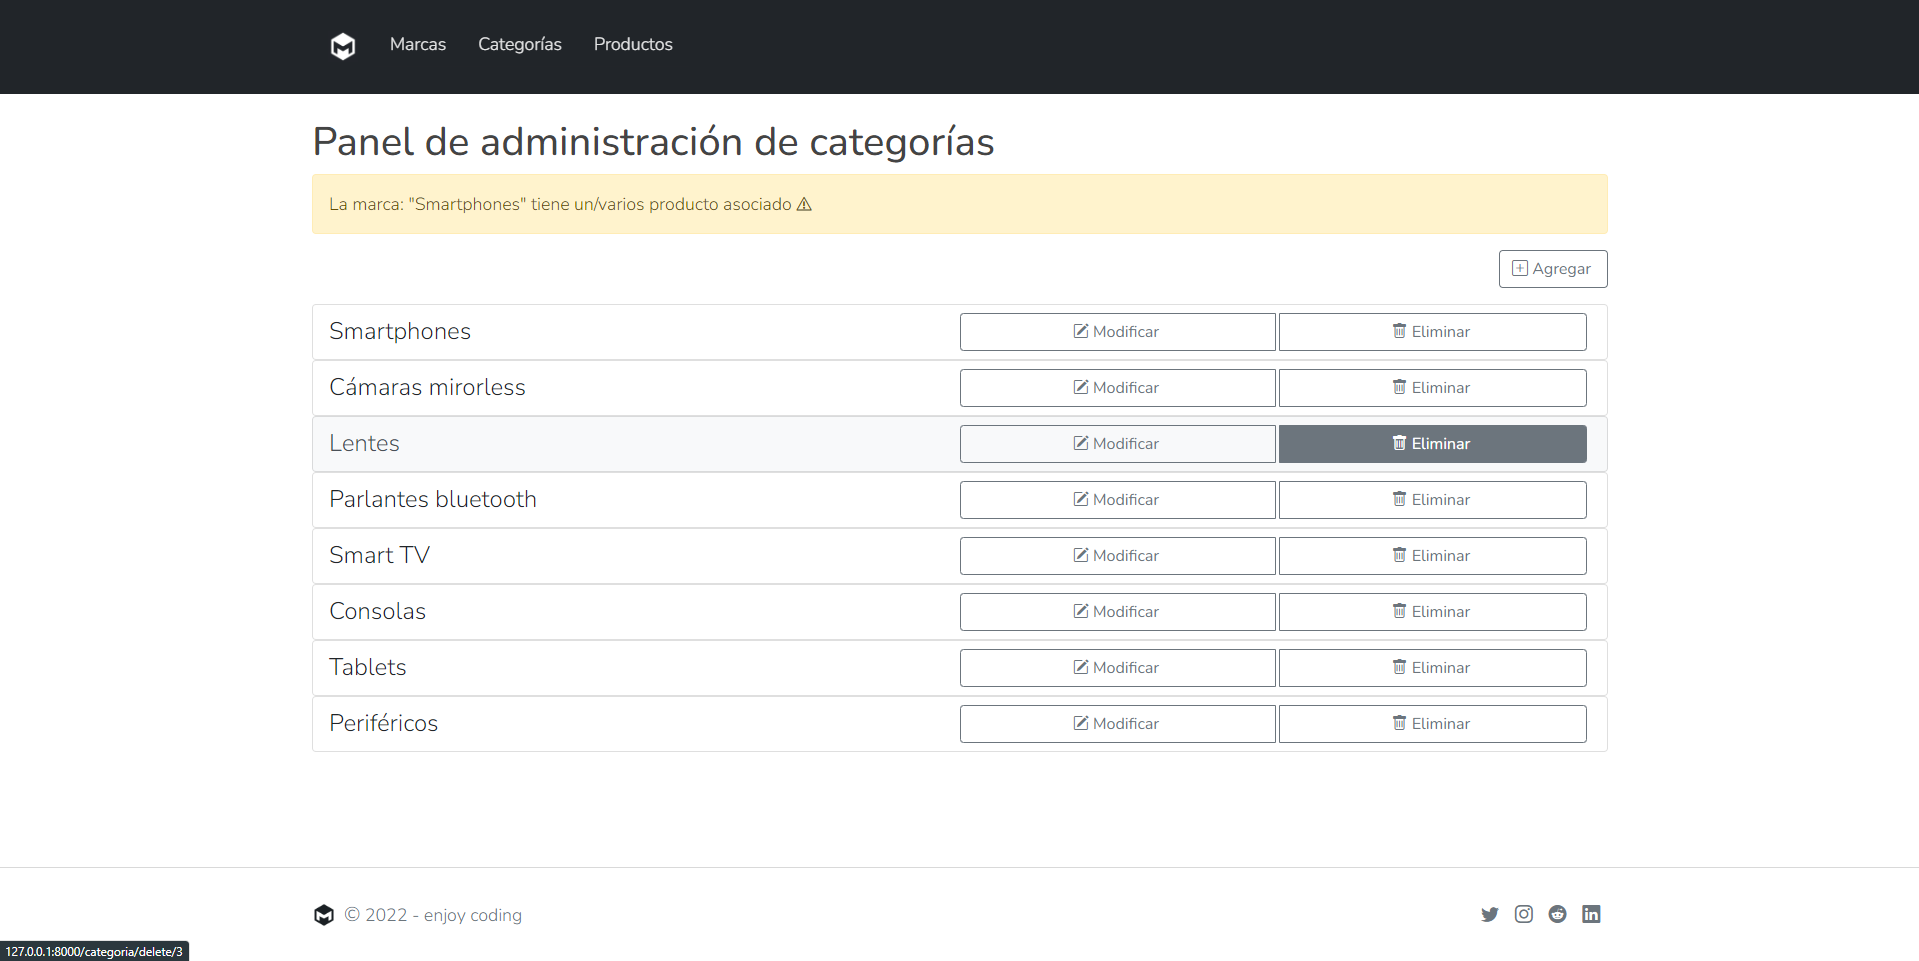 Marcas Categorías Productos
Panel de administración de categorías
La marca: "Smartphones" tiene un/varios producto asociado
Agregar
Smartphones Modificar Eliminar
Cámaras mirorless Modificar Eliminar
Lentes Modificar Eliminar
Parlantes bluetooth Modificar Eliminar
Smart TV Modificar Eliminar
Consolas Modificar Eliminar
Tablets Modificar Eliminar
Periféricos Modificar Eliminar
© 2022 - enjoy coding
127.0.0.1:8000/categoria/delete/3